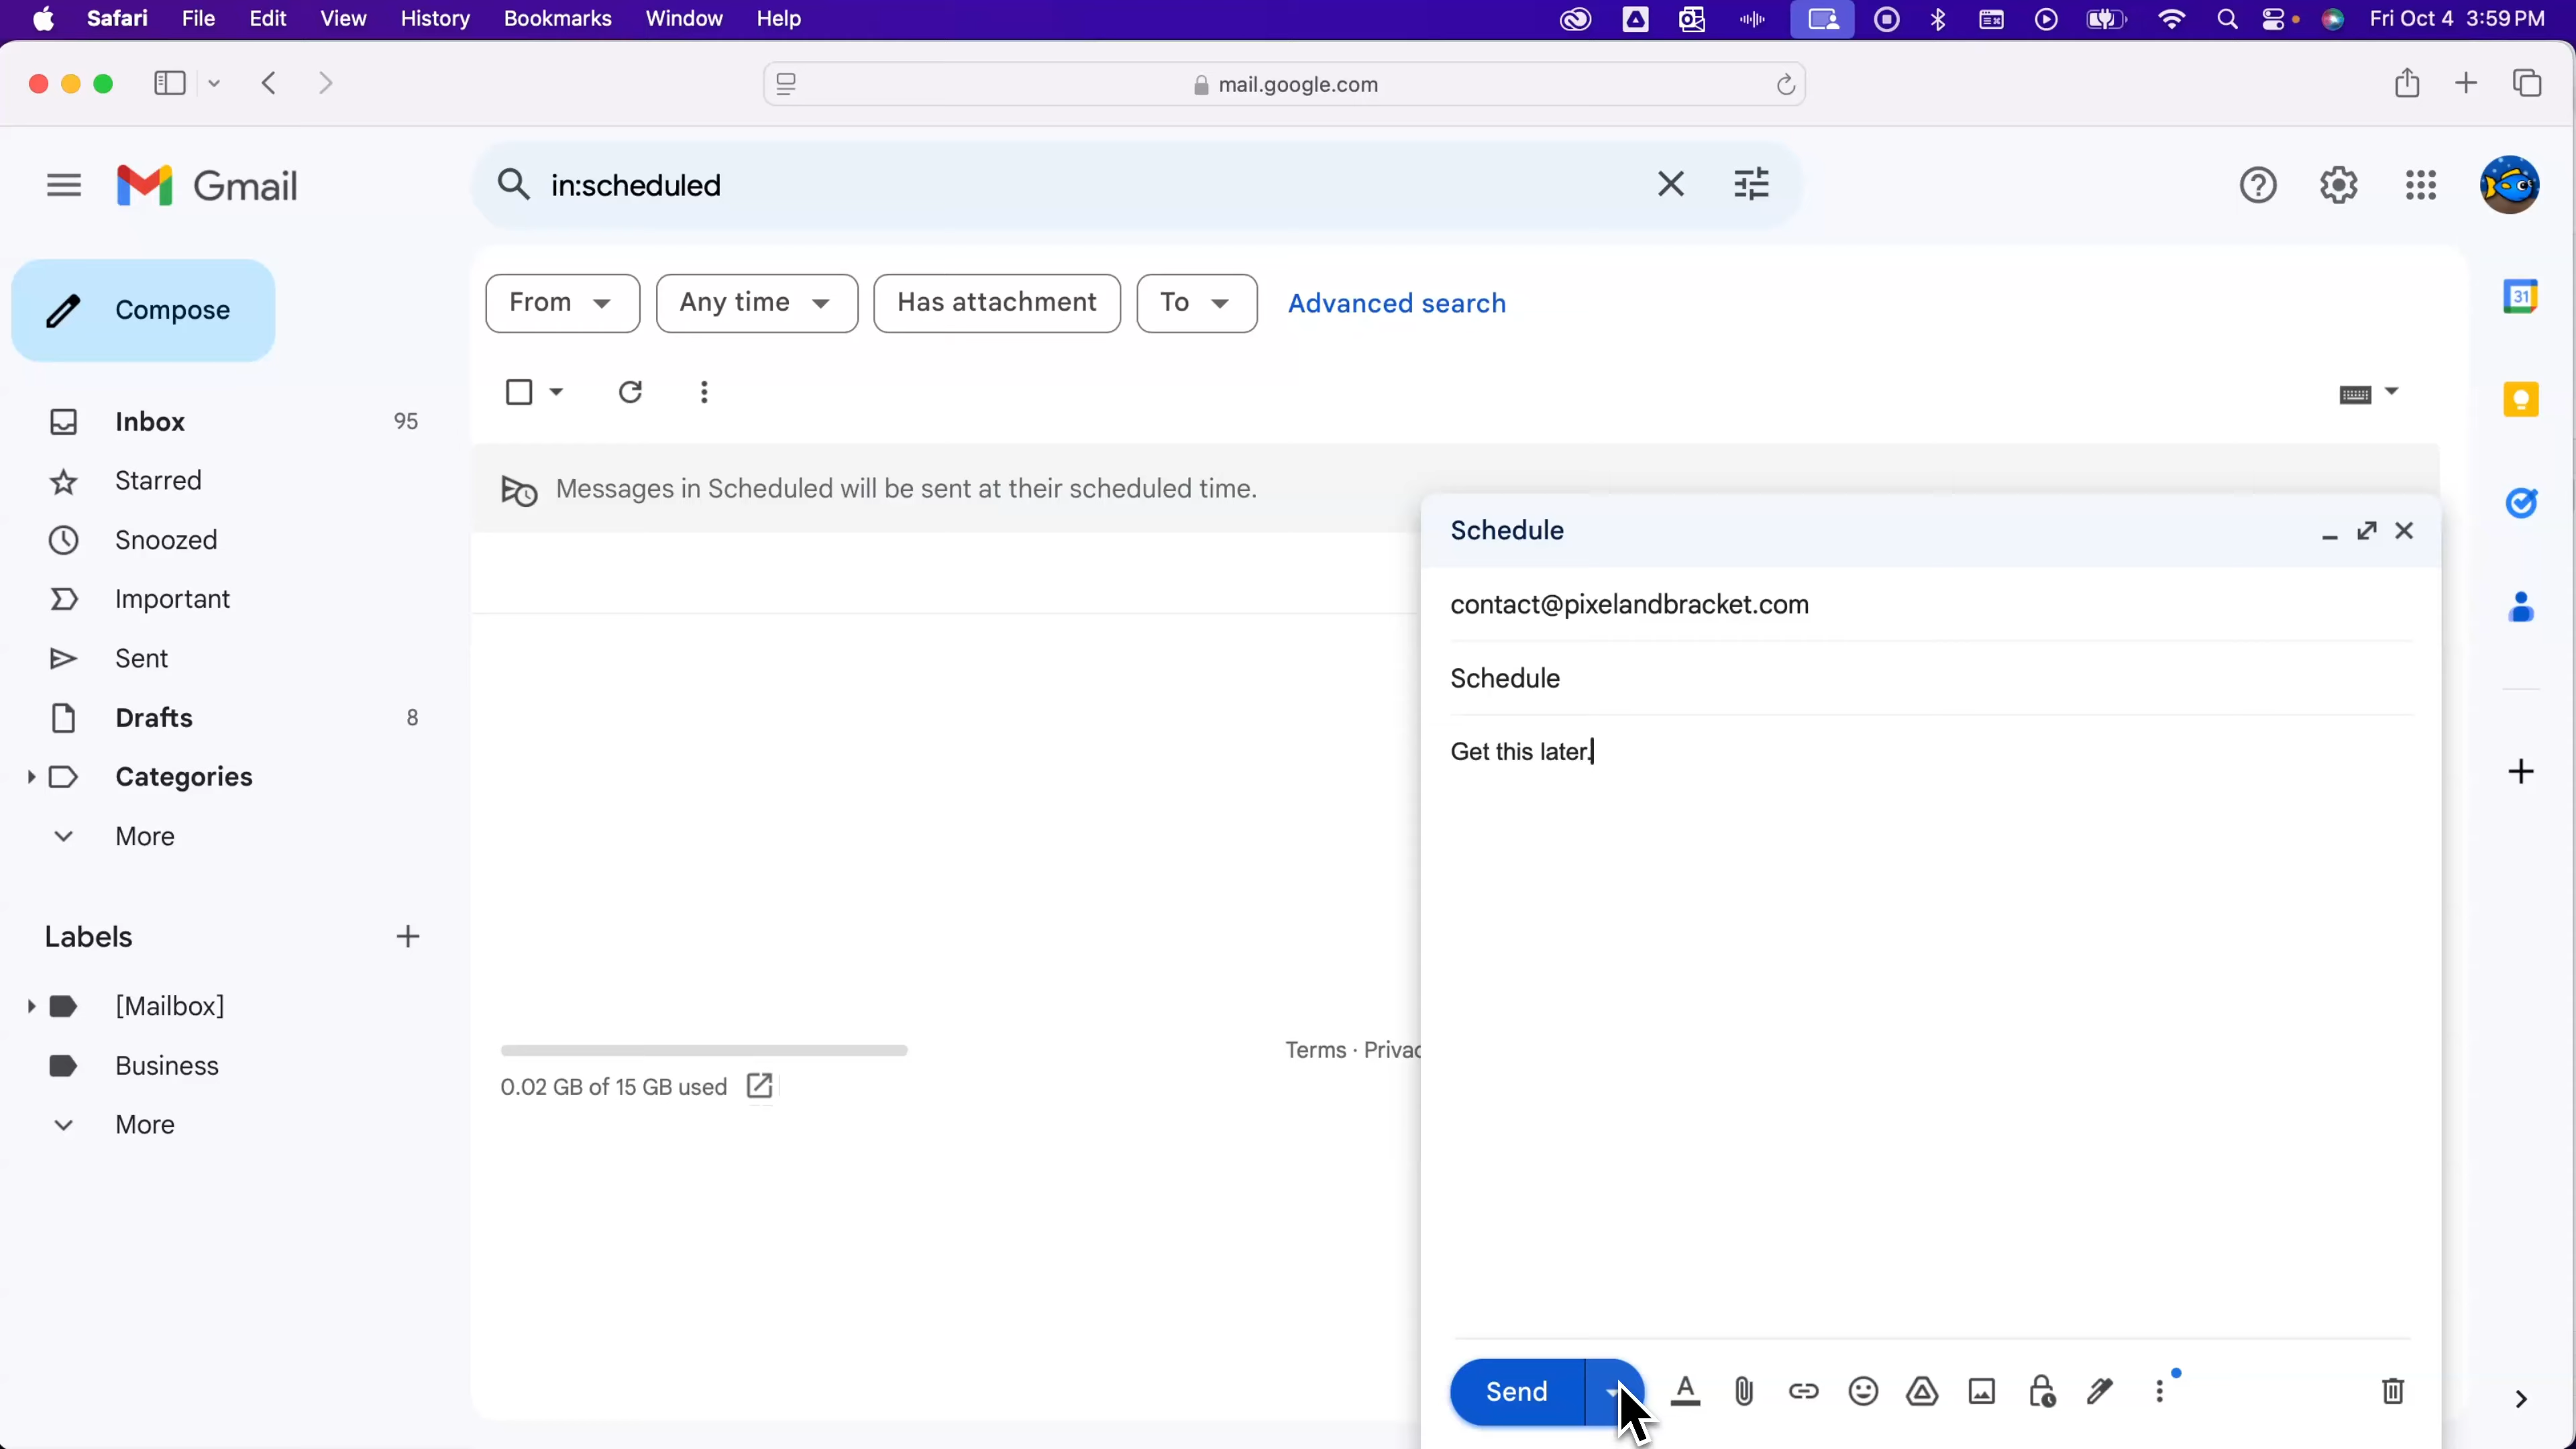 Safari File Edit View History Bookmarks Window Help Fri Oct 4 3:59 PM
mail.google.com
Gmail
in:scheduled
Compose
From Any time Has attachment To Advanced search
Inbox 95
Starred
Snoozed
Important
Sent
Drafts 8
Categories
More
Labels
[Mailbox]
Business
More
31
Messages in Scheduled will be sent at their scheduled time.
0.02 GB of 15 GB used
Terms · Privac
Schedule
contact@pixelandbracket.com
Schedule
Get this later.
Send